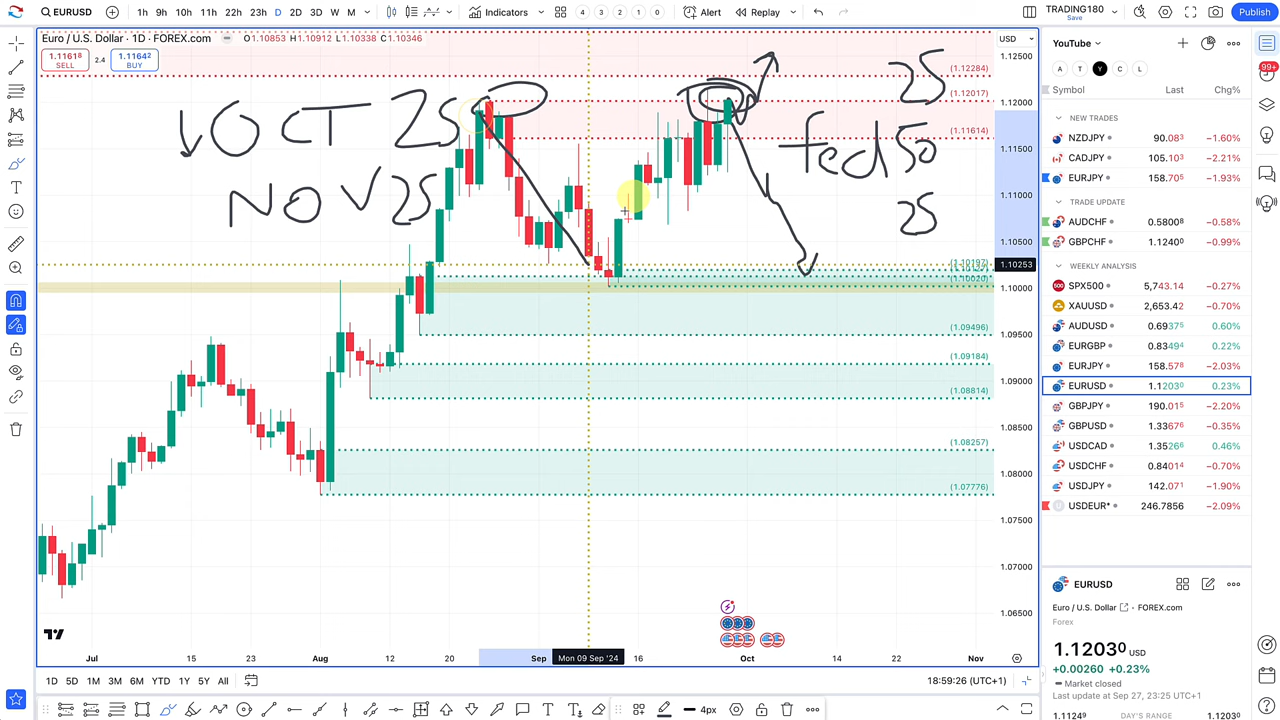 EURUSD
1h 9h 10h 11h 22h 23h D 2D 3D W M
Indicators
4 3 2 1 0
Alert
Replay
TRADING180
Save
Publish
Euro / U.S. Dollar · 1D · FOREX.com
O1.10853 H1.10912 L1.10338 C1.10346
1.11618
SELL
2.4
1.11642
BUY
OCT 25
NOV 25
fed 50
25
25
(1.12284)
(1.12017)
(1.11614)
(1.10197)
(1.10020)
(1.09496)
(1.09184)
(1.08814)
(1.08257)
(1.07776)
USD
1.12500
1.12000
1.11500
1.11000
1.10500
1.10253
1.10000
1.09500
1.09000
1.08500
1.08000
1.07500
1.07000
1.06500
Jul 15 23 Aug 12 20 Sep Mon 09 Sep '24 16 Oct 14 22 Nov
1D 5D 1M 3M 6M YTD 1Y 5Y All
18:59:26 (UTC+1)
4px
YouTube
A T Y C L
Symbol Last Chg%
NEW TRADES
NZDJPY 90.083 −1.60%
CADJPY 105.103 −2.21%
EURJPY 158.705 −1.93%
TRADE UPDATE
AUDCHF 0.58008 −0.58%
GBPCHF 1.12400 −0.99%
WEEKLY ANALYSIS
SPX500 5,743.14 −0.27%
XAUUSD 2,653.42 −0.70%
AUDUSD 0.69375 0.60%
EURGBP 0.83494 0.22%
EURJPY 158.578 −2.03%
EURUSD 1.12030 0.23%
GBPJPY 190.015 −2.20%
GBPUSD 1.33676 −0.35%
USDCAD 1.35266 0.46%
USDCHF 0.84014 −0.70%
USDJPY 142.071 −1.90%
USDEUR* 246.7856 −2.09%
EURUSD
Euro / U.S. Dollar · FOREX.com
Forex
1.12030 USD
+0.00260 +0.23%
Market closed
Last update at Sep 27, 23:25 UTC+1
DAY'S RANGE
99+